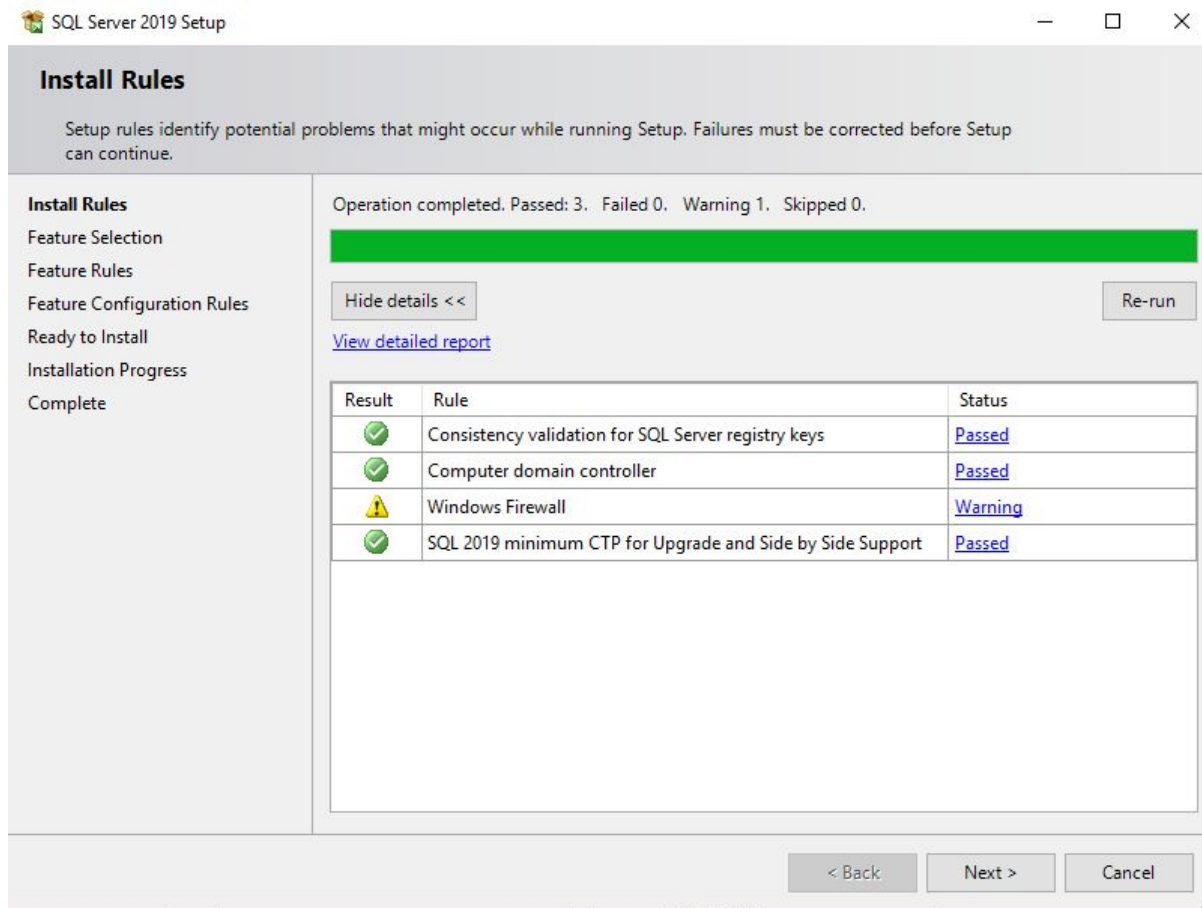 SQL Server 2019 Setup
Install Rules
Setup rules identify potential problems that might occur while running Setup. Failures must be corrected before Setup
can continue.
Install Rules
Feature Selection
Feature Rules
Feature Configuration Rules
Ready to Install
Installation Progress
Complete
Operation completed. Passed: 3.   Failed 0.   Warning 1.   Skipped 0.
Hide details <<
Re-run
View detailed report
Result Rule Status
Consistency validation for SQL Server registry keys Passed
Computer domain controller Passed
Windows Firewall Warning
SQL 2019 minimum CTP for Upgrade and Side by Side Support Passed
< Back Next > Cancel